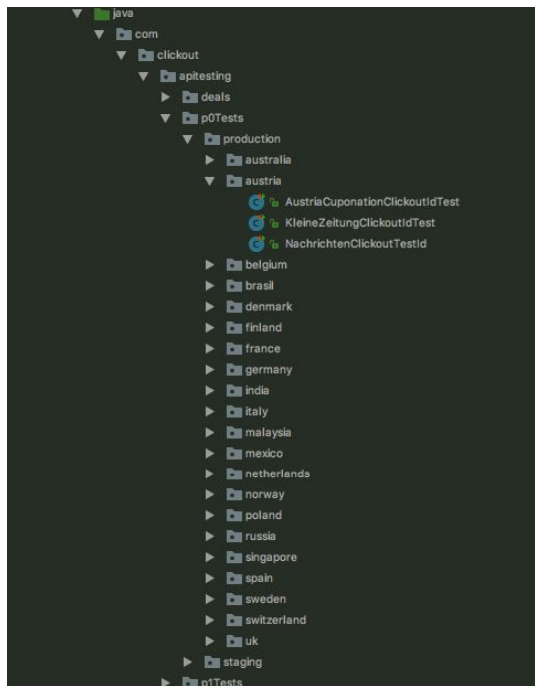 java
com
clickout
apitesting
deals
p0Tests
production
australia
austria
AustriaCuponationClickoutIdTest
KleineZeitungClickoutIdTest
NachrichtenClickoutTestId
belgium
brasil
denmark
finland
france
germany
india
italy
malaysia
mexico
netherlands
norway
poland
russia
singapore
spain
sweden
switzerland
uk
staging
p1Tests